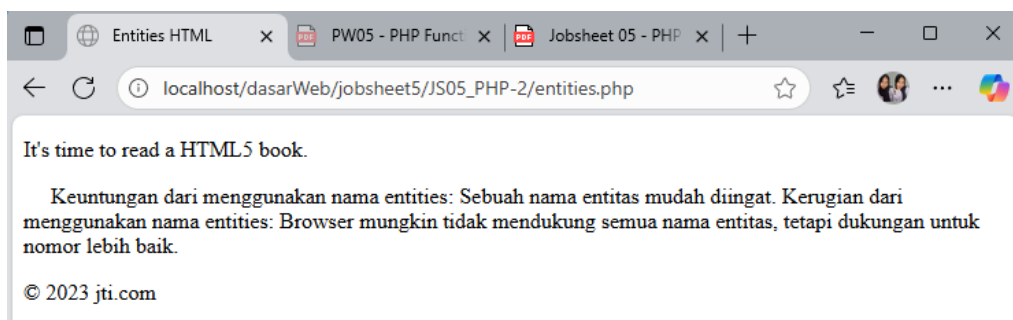 Entities HTML
PW05 - PHP Functi
Jobsheet 05 - PHP
localhost/dasarWeb/jobsheet5/JS05_PHP-2/entities.php
It's time to read a HTML5 book.
Keuntungan dari menggunakan nama entities: Sebuah nama entitas mudah diingat. Kerugian dari
menggunakan nama entities: Browser mungkin tidak mendukung semua nama entitas, tetapi dukungan untuk
nomor lebih baik.
© 2023 jti.com